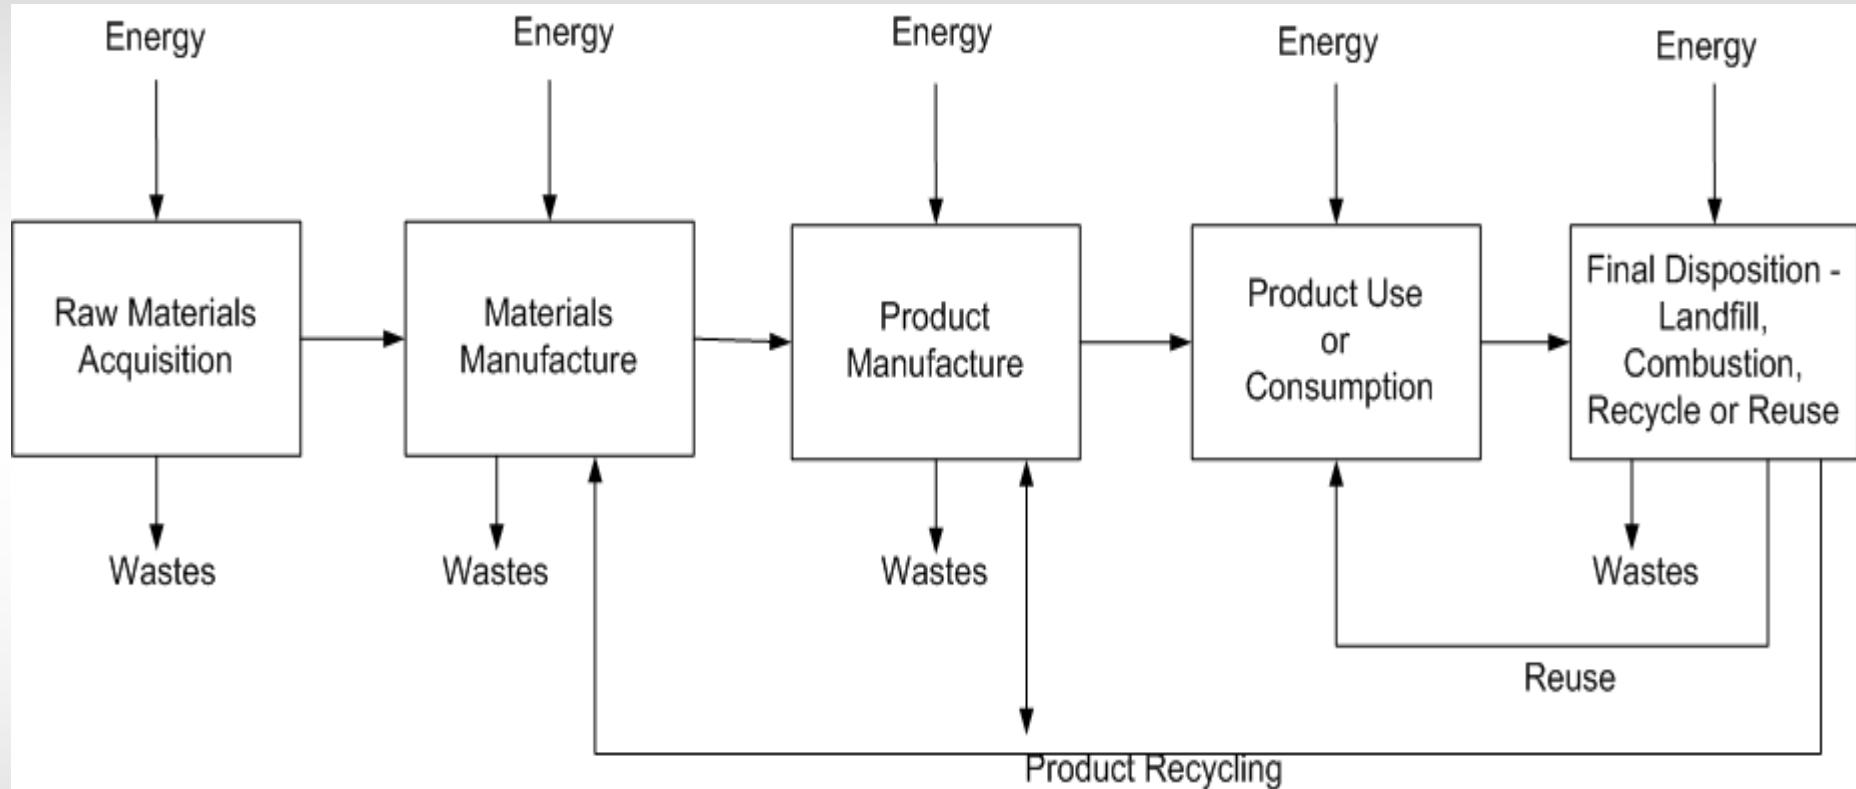 Energy
Energy
Energy
Energy
Energy
Raw Materials
Acquisition
Materials
Manufacture
Product
Manufacture
Product Use
or
Consumption
Final Disposition -
Landfill,
Combustion,
Recycle or Reuse
Wastes
Wastes
Wastes
Wastes
Reuse
Product Recycling